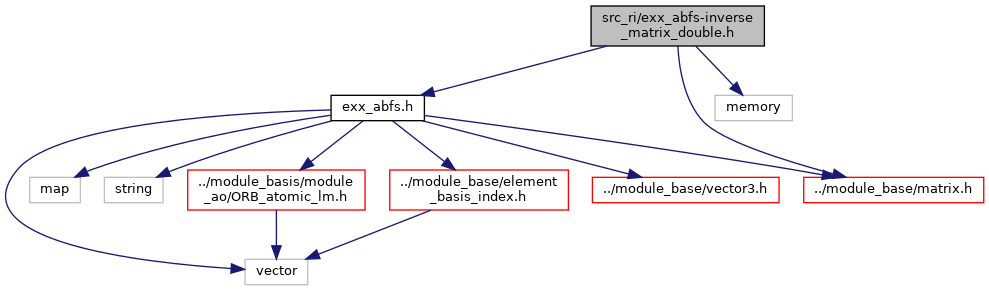 src_ri/exx_abfs-inverse
_matrix_double.h
exx_abfs.h
memory
map
string
../module_basis/module
_ao/ORB_atomic_lm.h
../module_base/element
_basis_index.h
../module_base/vector3.h
../module_base/matrix.h
vector